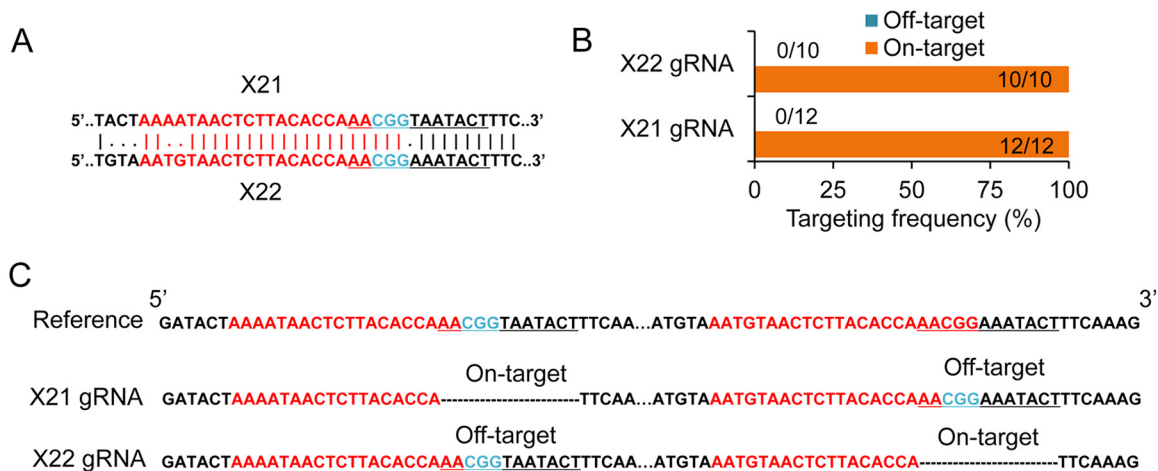 A
X21
5’..TACTAAAATAACTCTTACACCAAACGGTAATACTTTC..3’
|...||..|||||||||||||||||||.|||||||||
5’..TGTAAATGTAACTCTTACACCAAACGGAAATACTTTC..3’
X22
B
Off-target
On-target
X22 gRNA
0/10
10/10
X21 gRNA
0/12
12/12
0 25 50 75 100
Targeting frequency (%)
C
5’ 3’
Reference GATACTAAAATAACTCTTACACCAAACGGTAATACTTTCAA...ATGTAAATGTAACTCTTACACCAAACGGAAATACTTTCAAAG
On-target Off-target
X21 gRNA GATACTAAAATAACTCTTACACCA-----------------------TTCAA...ATGTAAATGTAACTCTTACACCAAACGGAAATACTTTCAAAG
Off-target On-target
X22 gRNA GATACTAAAATAACTCTTACACCAAACGGTAATACTTTCAA...ATGTAAATGTAACTCTTACACCA-----------------------TTCAAAG